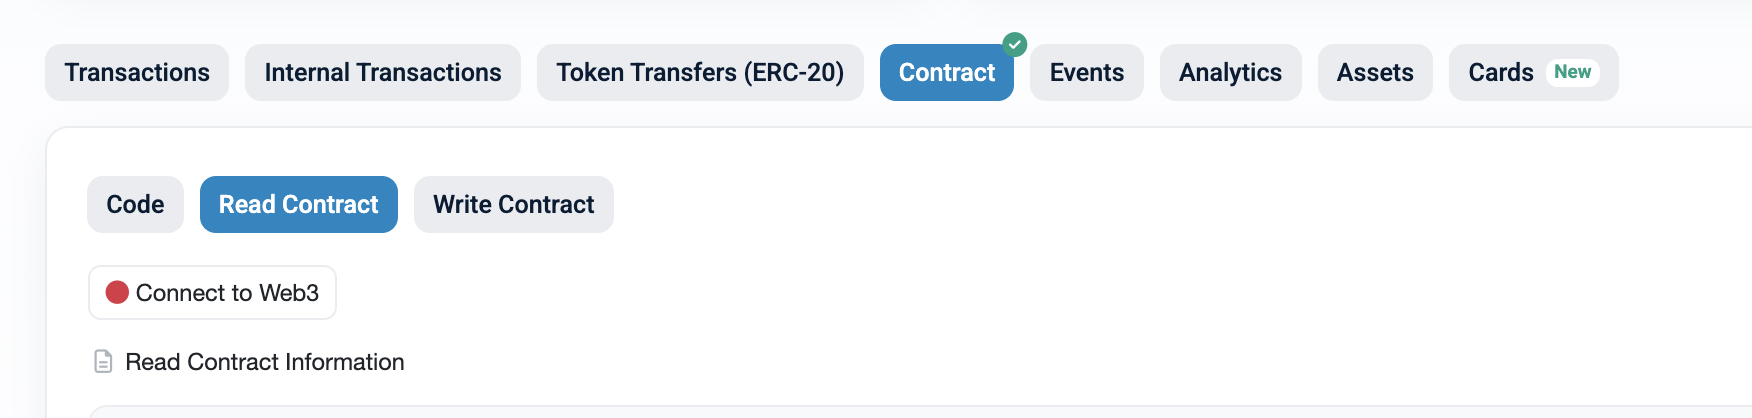 Transactions Internal Transactions Token Transfers (ERC-20) Contract Events Analytics Assets Cards New
Code Read Contract Write Contract
Connect to Web3
Read Contract Information